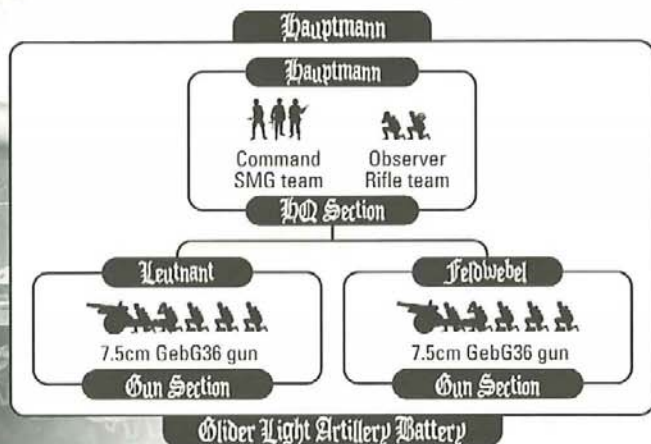 Hauptmann
Hauptmann
Command
SMG team
Observer
Rifle team
HQ Section
Leutnant
7.5cm GebG36 gun
Gun Section
Feldwebel
7.5cm GebG36 gun
Gun Section
Glider Light Artillery Battery